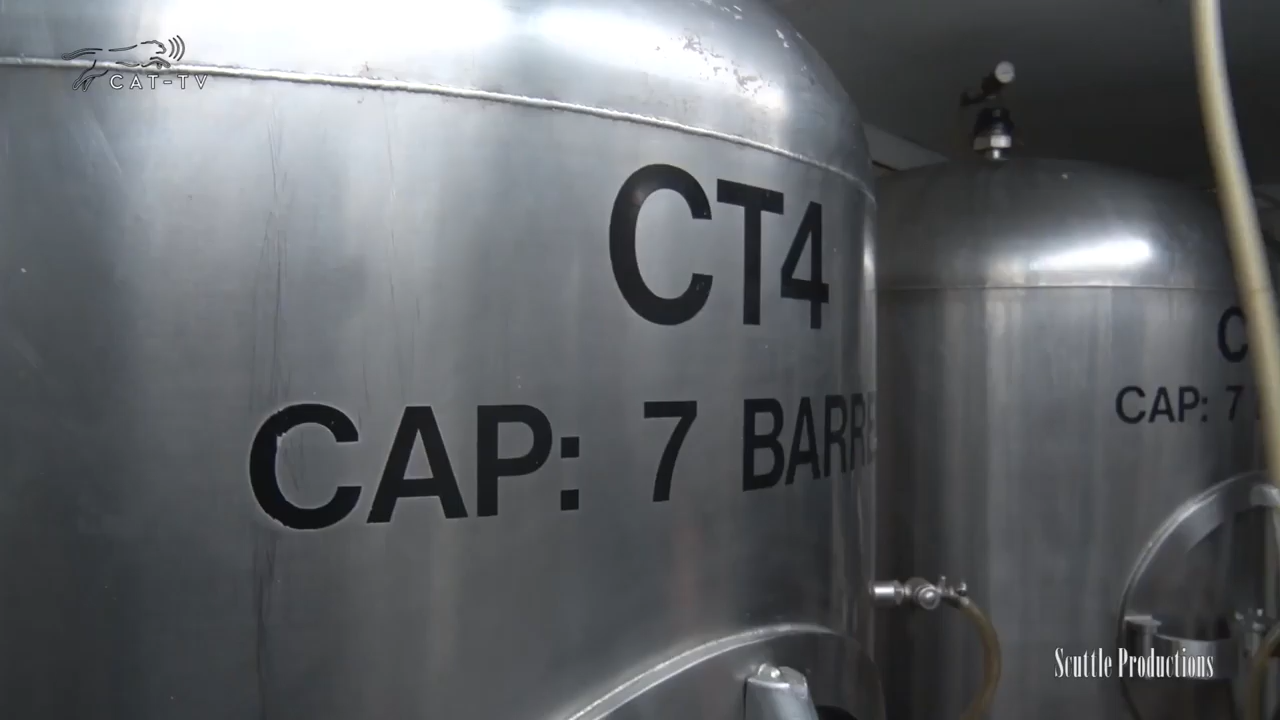 CAT-TV
CT4
CAP: 7 BARRE
C
CAP: 7
Scuttle Productions